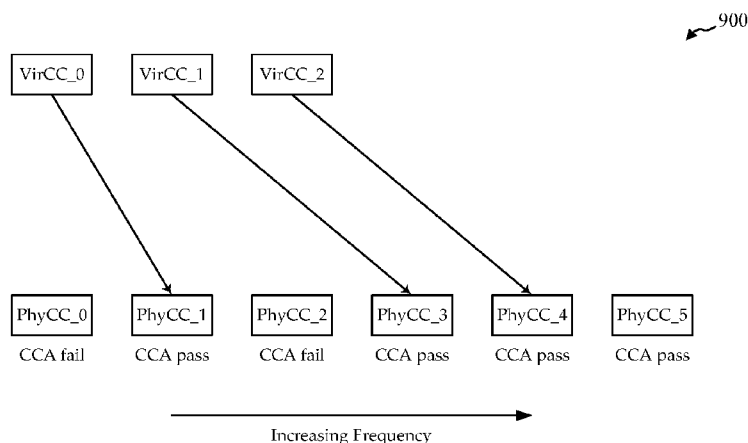 900
VirCC_0 VirCC_1 VirCC_2
PhyCC_0 PhyCC_1 PhyCC_2 PhyCC_3 PhyCC_4 PhyCC_5
CCA fail CCA pass CCA fail CCA pass CCA pass CCA pass
Increasing Frequency